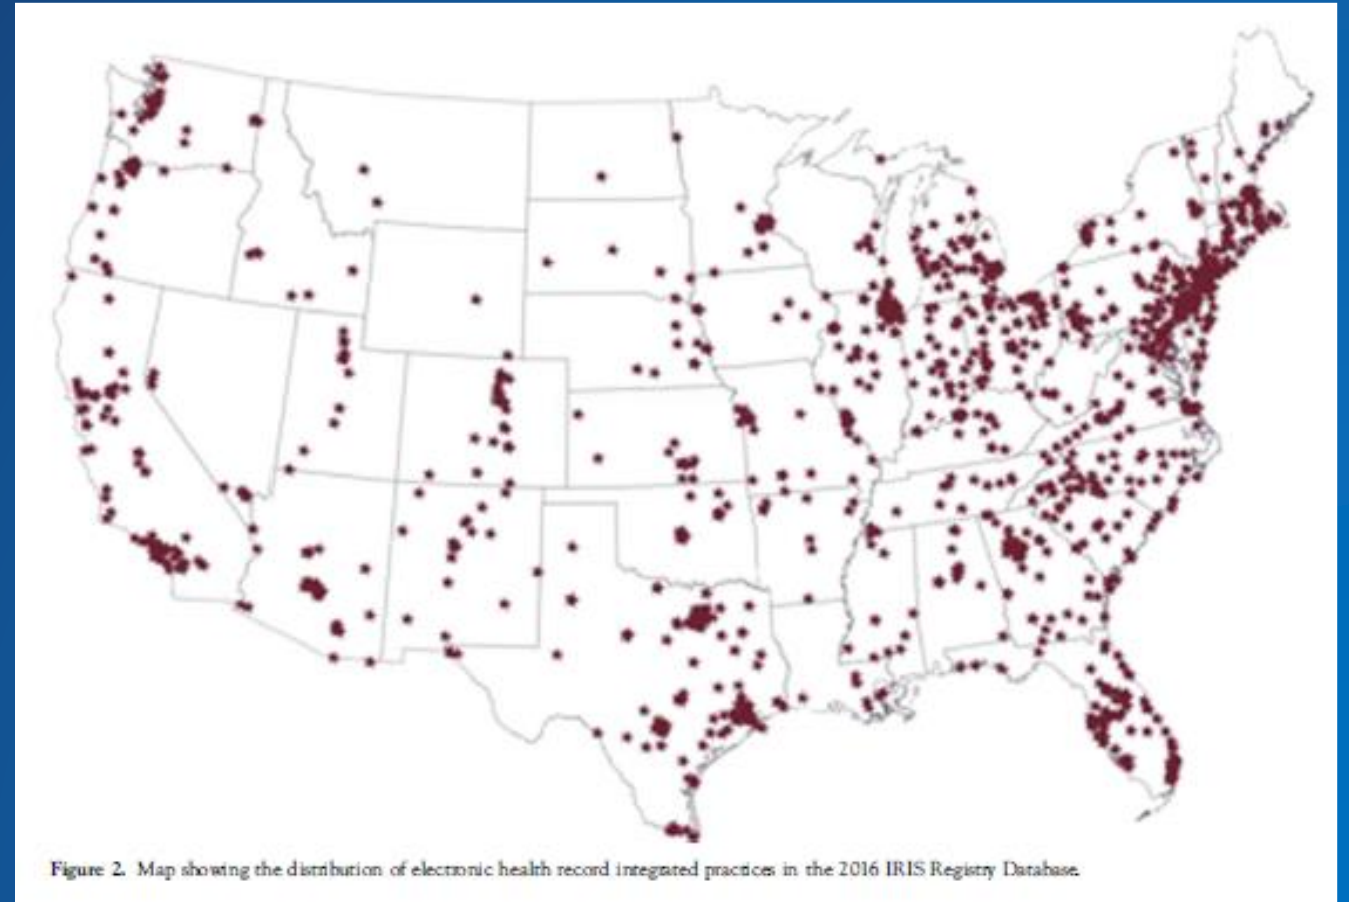 Figure 2. Map showing the distribution of electronic health record integrated practices in the 2016 IRIS Registry Database.